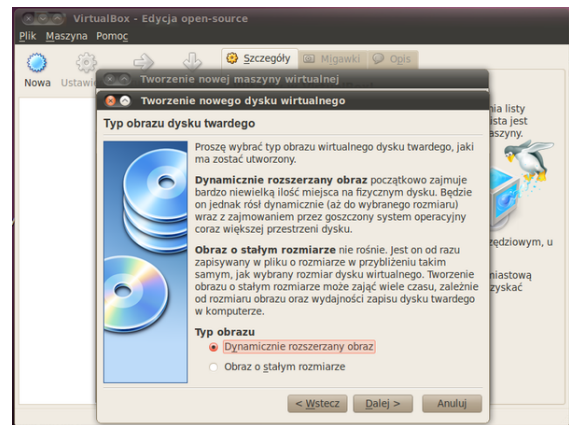 VirtualBox - Edycja open-source
Plik Maszyna Pomoc
Nowa Ustawi
Szczegóły Migawki Opis
Tworzenie nowej maszyny wirtualnej
Tworzenie nowego dysku wirtualnego
Typ obrazu dysku twardego
Proszę wybrać typ obrazu wirtualnego dysku twardego, jaki
ma zostać utworzony.
Dynamicznie rozszerzany obraz początkowo zajmuje
bardzo niewielką ilość miejsca na fizycznym dysku. Będzie
on jednak rósł dynamicznie (aż do wybranego rozmiaru)
wraz z zajmowaniem przez goszczony system operacyjny
coraz większej przestrzeni dysku.
Obraz o stałym rozmiarze nie rośnie. Jest on od razu
zapisywany w pliku o rozmiarze w przybliżeniu takim
samym, jak wybrany rozmiar dysku wirtualnego. Tworzenie
obrazu o stałym rozmiarze może zająć wiele czasu, zależnie
od rozmiaru obrazu oraz wydajności zapisu dysku twardego
w komputerze.
Typ obrazu
Dynamicznie rozszerzany obraz
Obraz o stałym rozmiarze
< Wstecz Dalej > Anuluj
nia listy
ista jest
aszyny.
zędziowym, u
miastową
zyskać